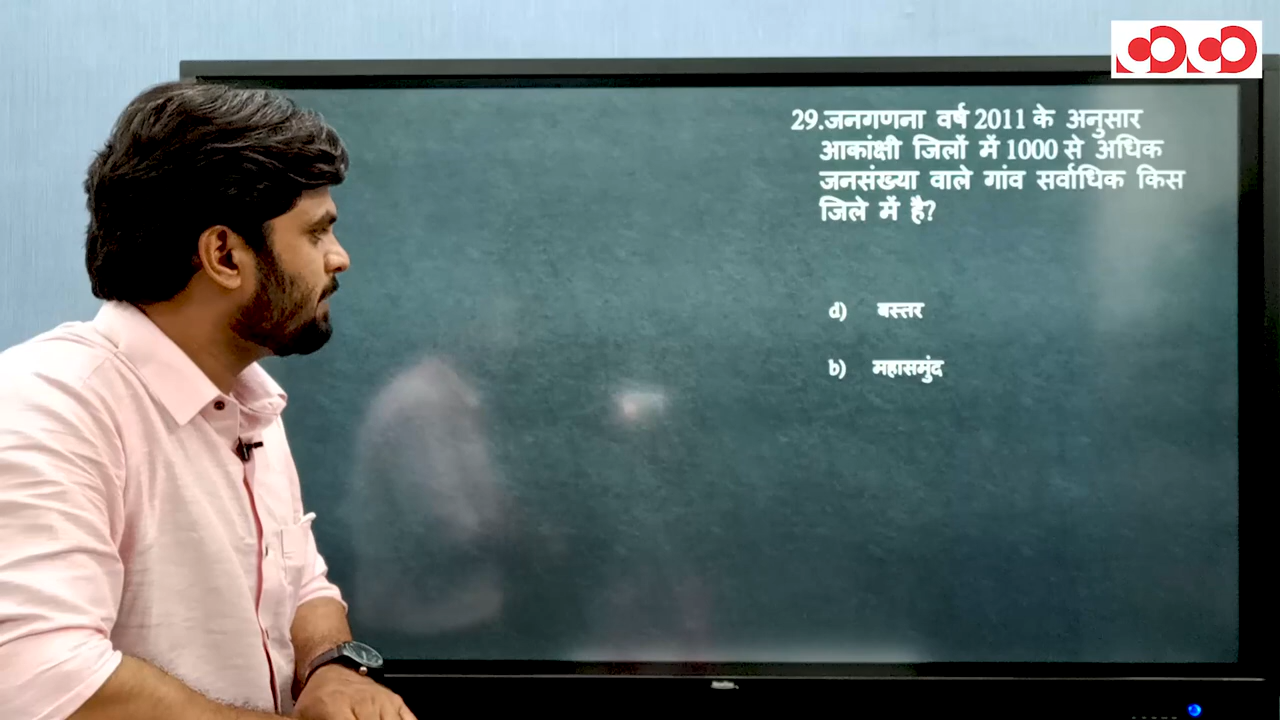 29.जनगणना वर्ष 2011 के अनुसार
आकांक्षी जिलों में 1000 से अधिक
जनसंख्या वाले गांव सर्वाधिक किस
जिले में है?
d) बस्तर
b) महासमुंद